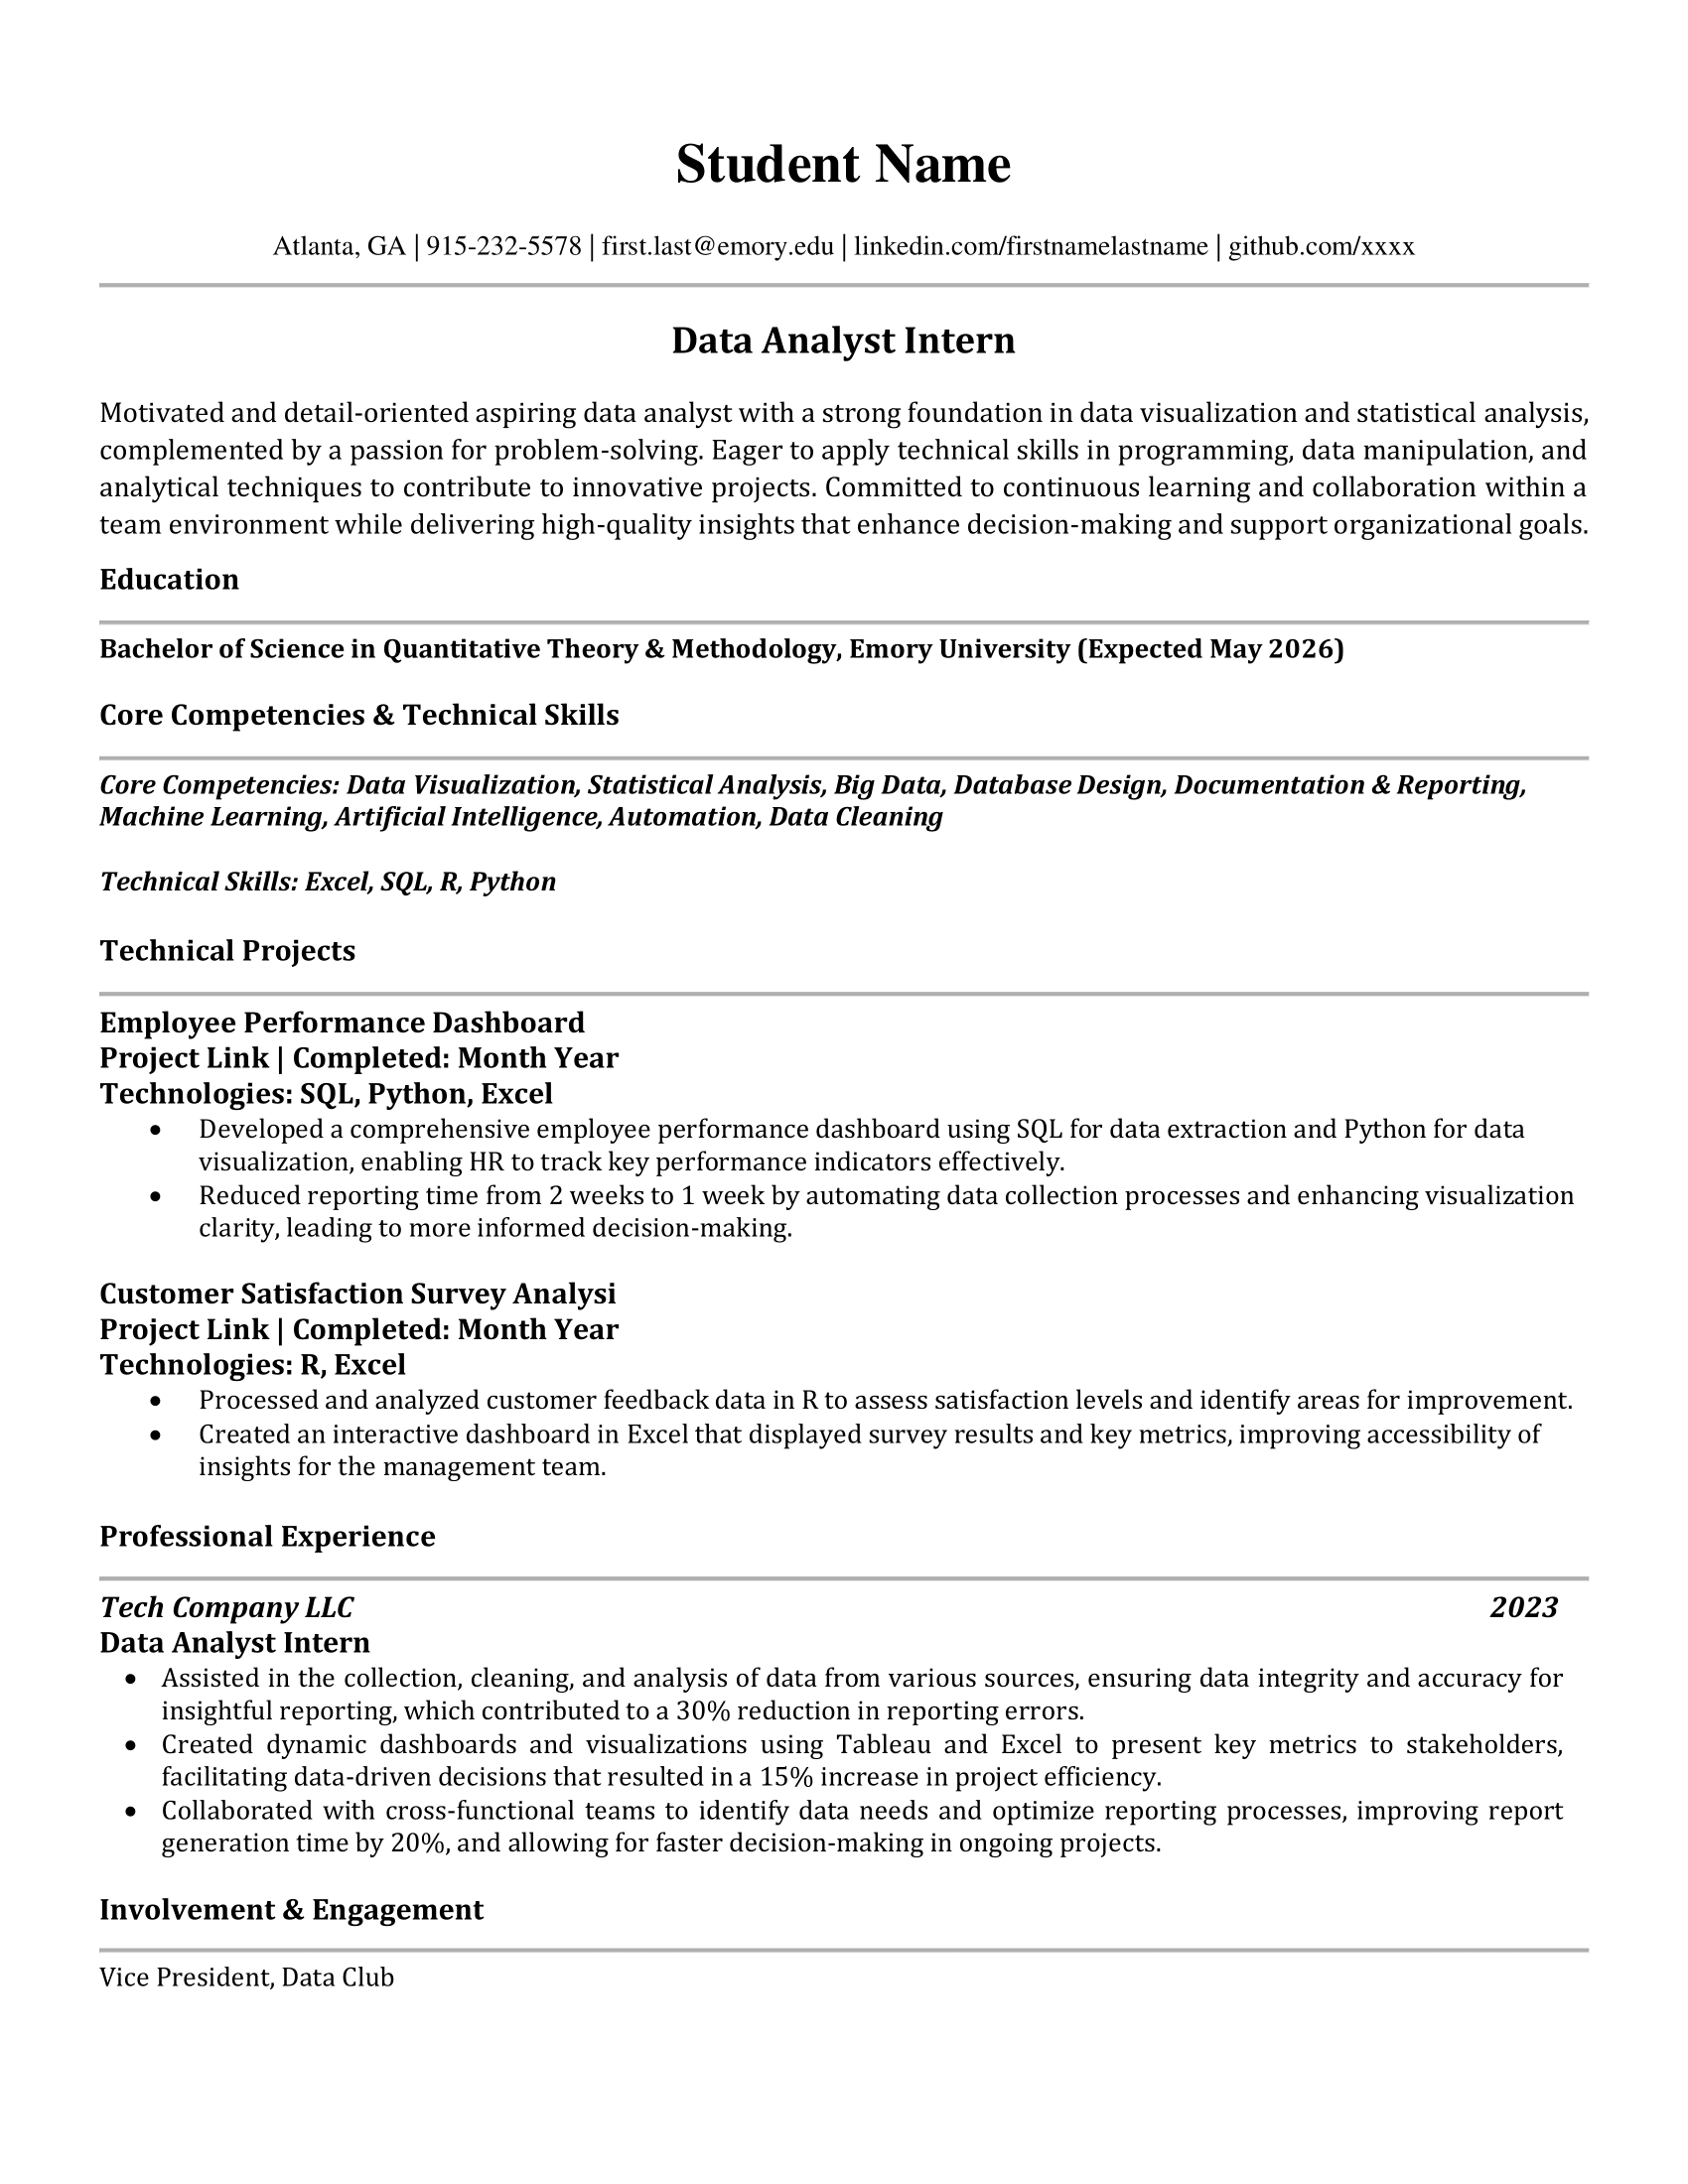 Student Name
Atlanta, GA | 915-232-5578 | first.last@emory.edu | linkedin.com/firstnamelastname | github.com/xxxx
Data Analyst Intern
Motivated and detail-oriented aspiring data analyst with a strong foundation in data visualization and statistical analysis,
complemented by a passion for problem-solving. Eager to apply technical skills in programming, data manipulation, and
analytical techniques to contribute to innovative projects. Committed to continuous learning and collaboration within a
team environment while delivering high-quality insights that enhance decision-making and support organizational goals.
Education
Bachelor of Science in Quantitative Theory & Methodology, Emory University (Expected May 2026)
Core Competencies & Technical Skills
Core Competencies: Data Visualization, Statistical Analysis, Big Data, Database Design, Documentation & Reporting,
Machine Learning, Artificial Intelligence, Automation, Data Cleaning
Technical Skills: Excel, SQL, R, Python
Technical Projects
Employee Performance Dashboard
Project Link | Completed: Month Year
Technologies: SQL, Python, Excel
• Developed a comprehensive employee performance dashboard using SQL for data extraction and Python for data
visualization, enabling HR to track key performance indicators effectively.
• Reduced reporting time from 2 weeks to 1 week by automating data collection processes and enhancing visualization
clarity, leading to more informed decision-making.
Customer Satisfaction Survey Analysi
Project Link | Completed: Month Year
Technologies: R, Excel
• Processed and analyzed customer feedback data in R to assess satisfaction levels and identify areas for improvement.
• Created an interactive dashboard in Excel that displayed survey results and key metrics, improving accessibility of
insights for the management team.
Professional Experience
Tech Company LLC 2023
Data Analyst Intern
• Assisted in the collection, cleaning, and analysis of data from various sources, ensuring data integrity and accuracy for
insightful reporting, which contributed to a 30% reduction in reporting errors.
• Created dynamic dashboards and visualizations using Tableau and Excel to present key metrics to stakeholders,
facilitating data-driven decisions that resulted in a 15% increase in project efficiency.
• Collaborated with cross-functional teams to identify data needs and optimize reporting processes, improving report
generation time by 20%, and allowing for faster decision-making in ongoing projects.
Involvement & Engagement
Vice President, Data Club